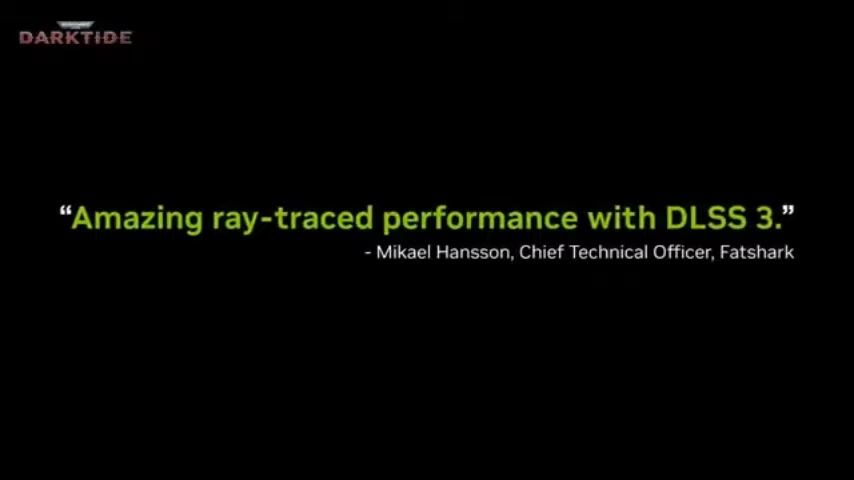 DARKTIDE
“Amazing ray-traced performance with DLSS 3.”
- Mikael Hansson, Chief Technical Officer, Fatshark